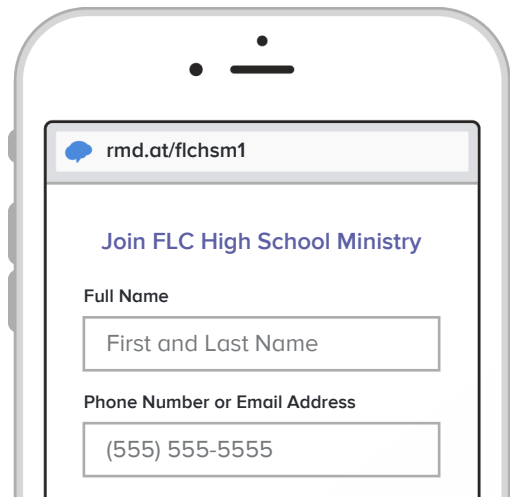 rmd.at/flchsm1
Join FLC High School Ministry
Full Name
First and Last Name
Phone Number or Email Address
(555) 555-5555